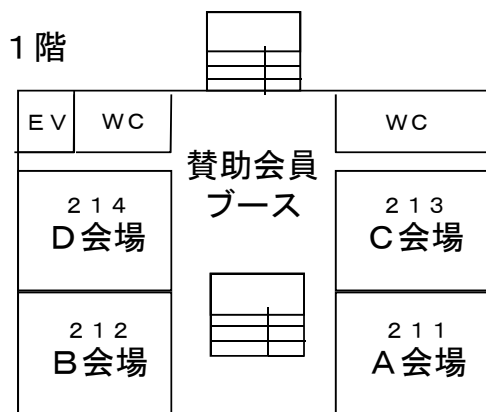 １階
ＥＶ
ＷＣ
ＷＣ
賛助会員
ブース
２１４
Ｄ会場
２１３
Ｃ会場
２１２
Ｂ会場
２１１
Ａ会場